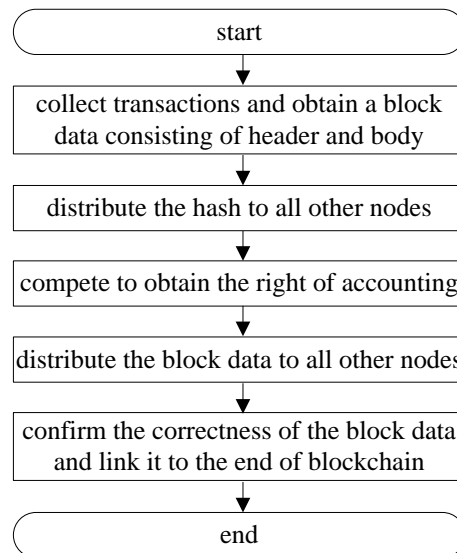 start
collect transactions and obtain a block
data consisting of header and body
distribute the hash to all other nodes
compete to obtain the right of accounting
distribute the block data to all other nodes
confirm the correctness of the block data
and link it to the end of blockchain
end